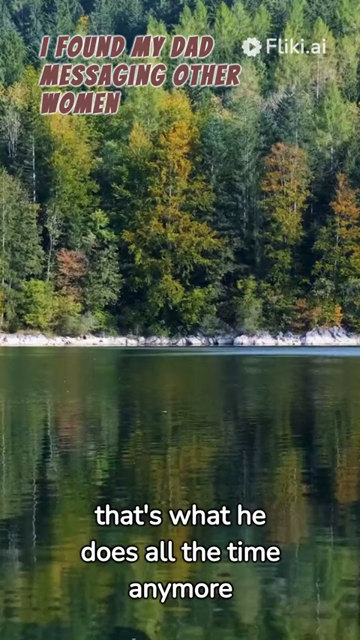 I FOUND MY DAD
MESSAGING OTHER
WOMEN
Fliki.ai
that's what he
does all the time
anymore